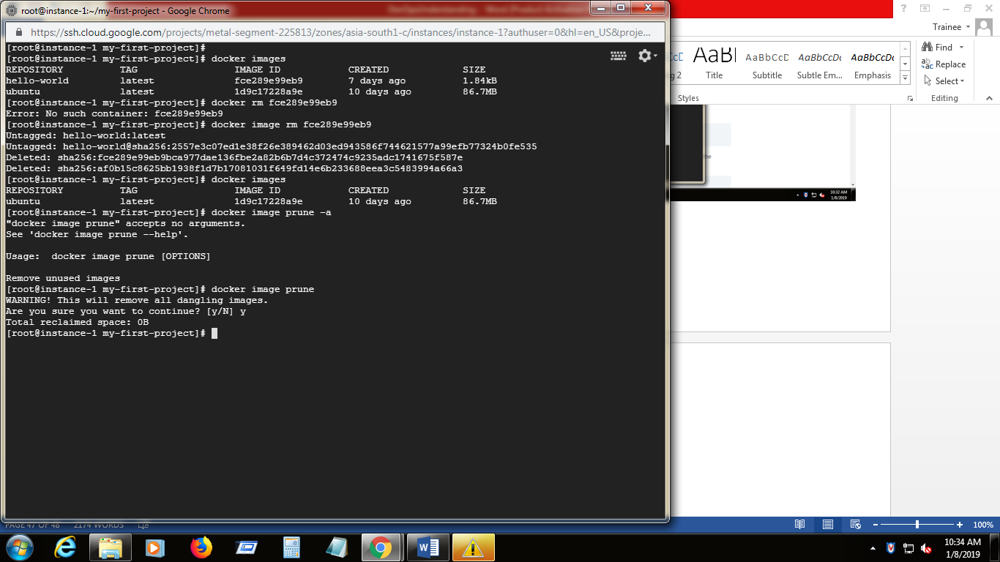 root@instance-1:~/my-first-project - Google Chrome
https://ssh.cloud.google.com/projects/metal-segment-225813/zones/asia-south1-c/instances/instance-1?authuser=0&hl=en_US&proje...
[root@instance-1 my-first-project]#
[root@instance-1 my-first-project]# docker images
REPOSITORY TAG IMAGE ID CREATED SIZE
hello-world latest fce289e99eb9 7 days ago 1.84kB
ubuntu latest 1d9c17228a9e 10 days ago 86.7MB
[root@instance-1 my-first-project]# docker rm fce289e99eb9
Error: No such container: fce289e99eb9
[root@instance-1 my-first-project]# docker image rm fce289e99eb9
Untagged: hello-world:latest
Untagged: hello-world@sha256:2557e3c07ed1e38f26e389462d03ed943586f744621577a99efb77324b0fe535
Deleted: sha256:fce289e99eb9bca977dae136fbe2a82b6b7d4c372474c9235adc1741675f587e
Deleted: sha256:af0b15c8625bb1938f1d7b17081031f649fd14e6b233688eea3c5483994a66a3
[root@instance-1 my-first-project]# docker images
REPOSITORY TAG IMAGE ID CREATED SIZE
ubuntu latest 1d9c17228a9e 10 days ago 86.7MB
[root@instance-1 my-first-project]# docker image prune –a
"docker image prune" accepts no arguments.
See 'docker image prune --help'.
Usage: docker image prune [OPTIONS]
Remove unused images
[root@instance-1 my-first-project]# docker image prune
WARNING! This will remove all dangling images.
Are you sure you want to continue? [y/N] y
Total reclaimed space: 0B
[root@instance-1 my-first-project]#
Trainee
AaBbCcD AaBbCcDc AaBbCcDc
Title Subtitle Subtle Em... Emphasis
Styles
Find
Replace
Select
Editing
10:32 AM
1/8/2019
PAGE 47 OF 48 2174 WORDS
100%
10:34 AM
1/8/2019